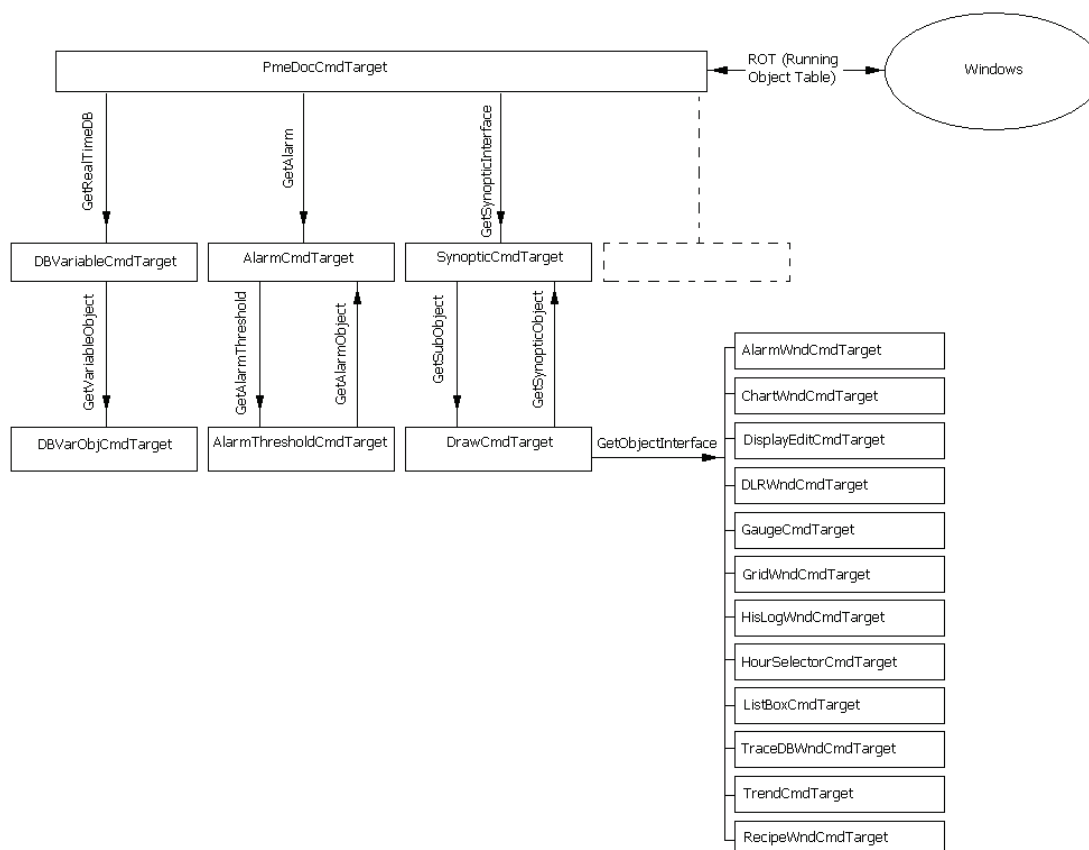 PmeDocCmdTarget
ROT (Running
Object Table)
Windows
GetRealTimeDB
GetAlarm
GetSynopticInterface
DBVariableCmdTarget
AlarmCmdTarget
SynopticCmdTarget
GetVariableObject
GetAlarmThreshold
GetAlarmObject
GetSubObject
GetSynopticObject
DBVarObjCmdTarget
AlarmThresholdCmdTarget
DrawCmdTarget
GetObjectInterface
AlarmWndCmdTarget
ChartWndCmdTarget
DisplayEditCmdTarget
DLRWndCmdTarget
GaugeCmdTarget
GridWndCmdTarget
HisLogWndCmdTarget
HourSelectorCmdTarget
ListBoxCmdTarget
TraceDBWndCmdTarget
TrendCmdTarget
RecipeWndCmdTarget